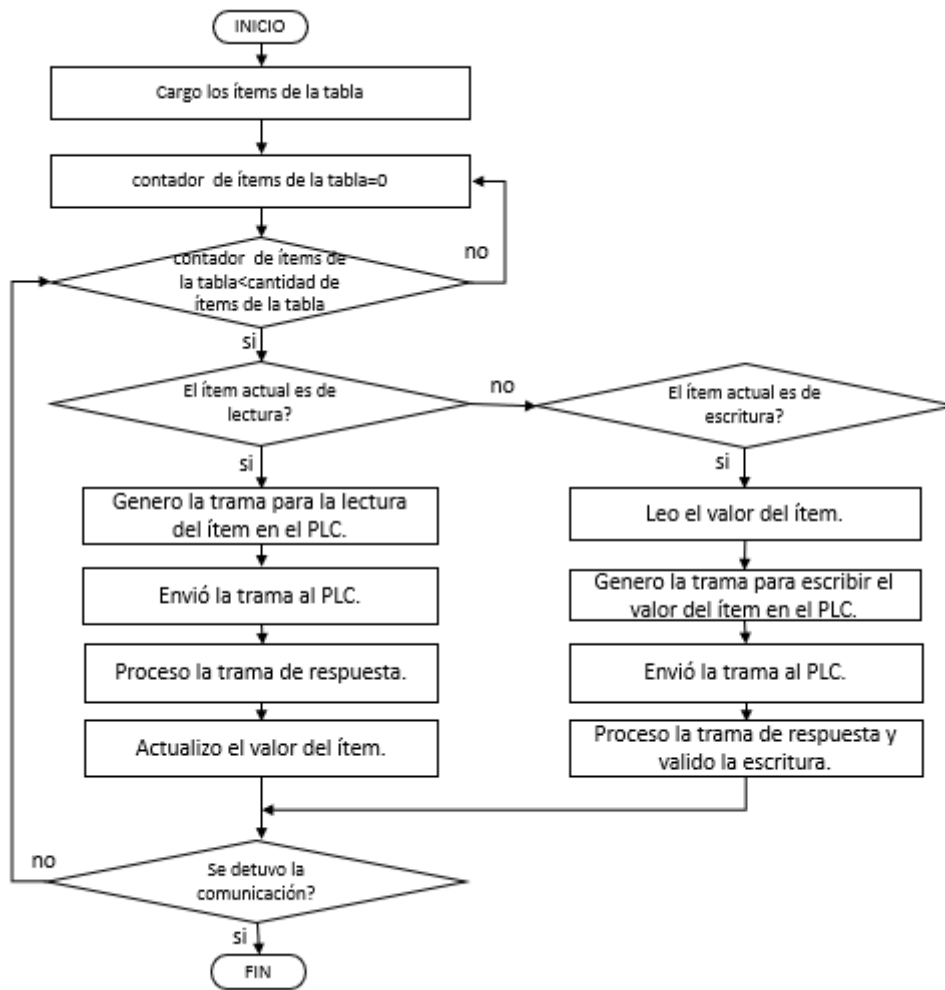 INICIO
Cargo los ítems de la tabla
contador de ítems de la tabla=0
contador de ítems de
la tabla<cantidad de
ítems de la tabla
no
si
El ítem actual es de
lectura?
no
El ítem actual es de
escritura?
si
si
Genero la trama para la lectura
del ítem en el PLC.
Leo el valor del ítem.
Envió la trama al PLC.
Genero la trama para escribir el
valor del ítem en el PLC.
Proceso la trama de respuesta.
Envió la trama al PLC.
Actualizo el valor del ítem.
Proceso la trama de respuesta y
valido la escritura.
no
Se detuvo la
comunicación?
si
FIN